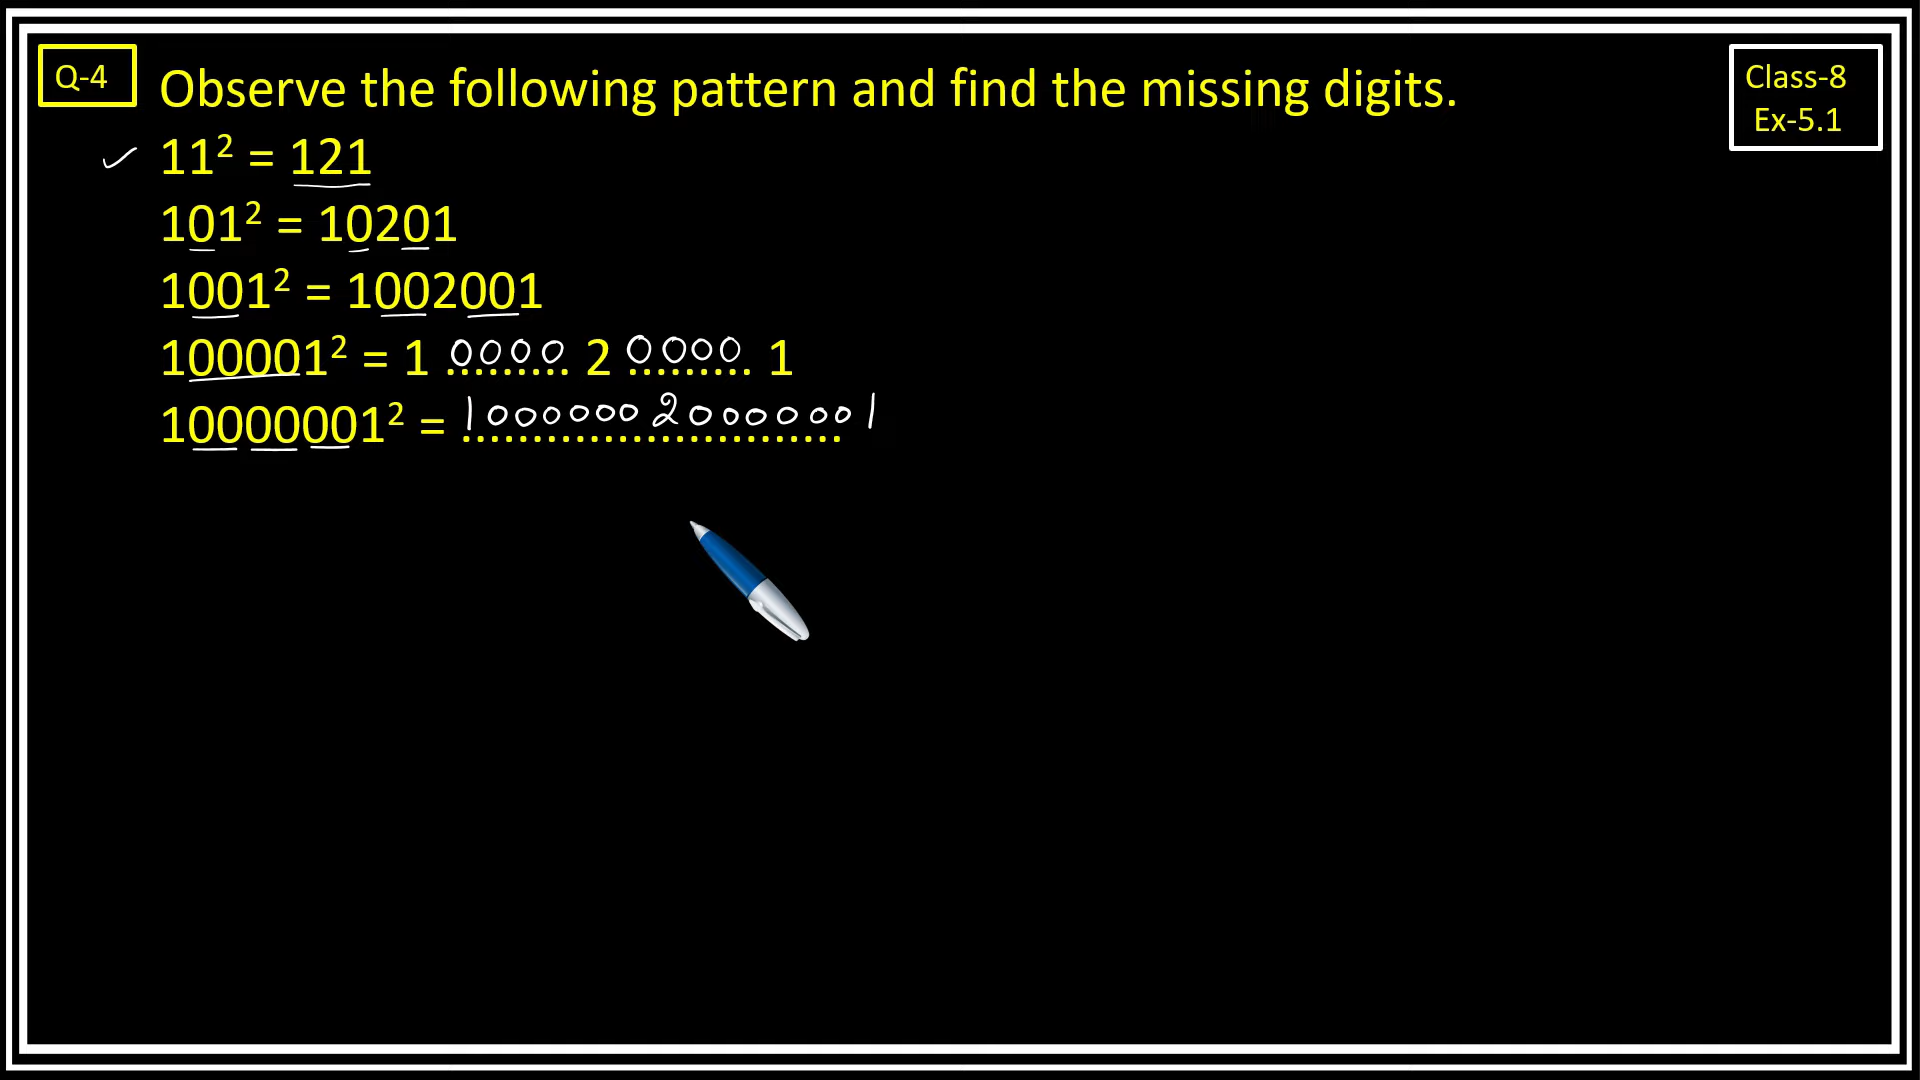 Q-4 Observe the following pattern and find the missing digits.
Class-8
Ex-5.1
11² = 121
101² = 10201
1001² = 1002001
100001² = 1 0000 2 0000 1
10000001² = 100000020000001